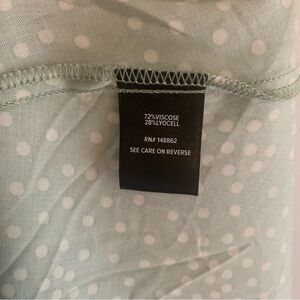 72%VISCOSE
28%LYOCELL
RN# 148862
SEE CARE ON REVERSE